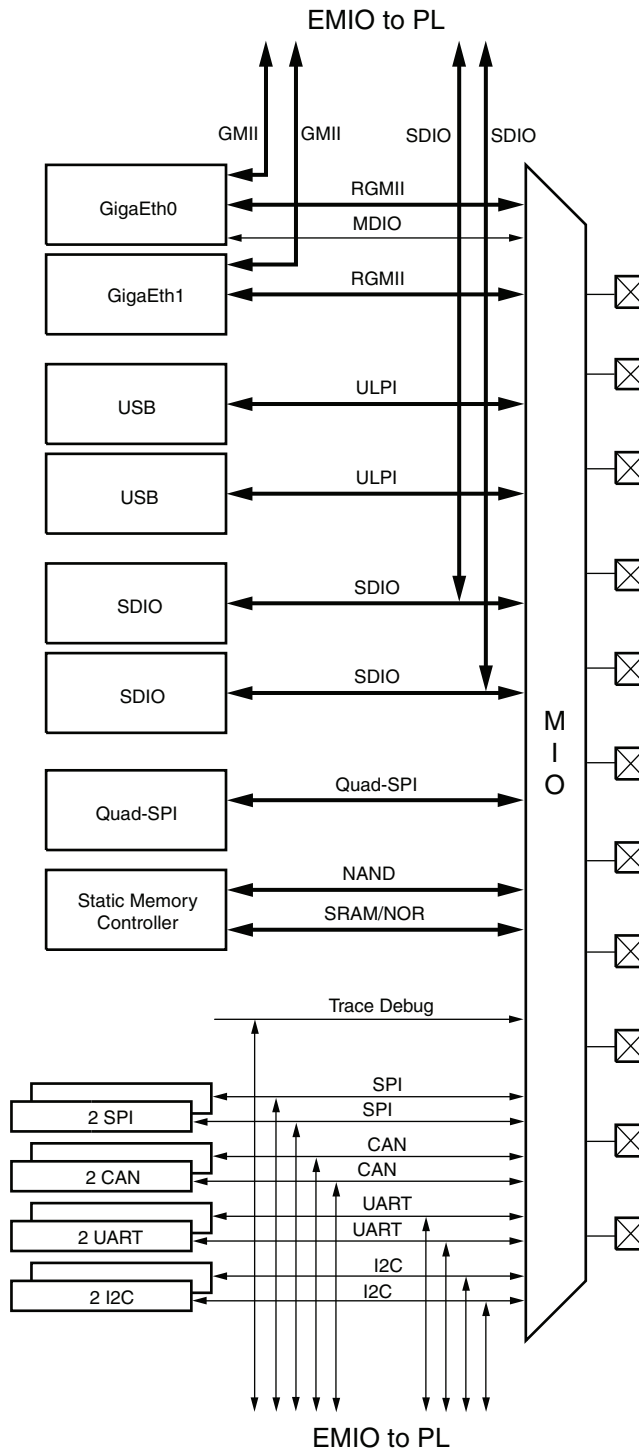 EMIO to PL
GMII
GMII
SDIO
SDIO
GigaEth0
RGMII
MDIO
GigaEth1
RGMII
USB
ULPI
USB
ULPI
SDIO
SDIO
SDIO
SDIO
M
I
O
Quad-SPI
Quad-SPI
Static Memory
Controller
NAND
SRAM/NOR
Trace Debug
SPI
2 SPI
SPI
CAN
2 CAN
CAN
UART
2 UART
UART
I2C
2 I2C
I2C
EMIO to PL